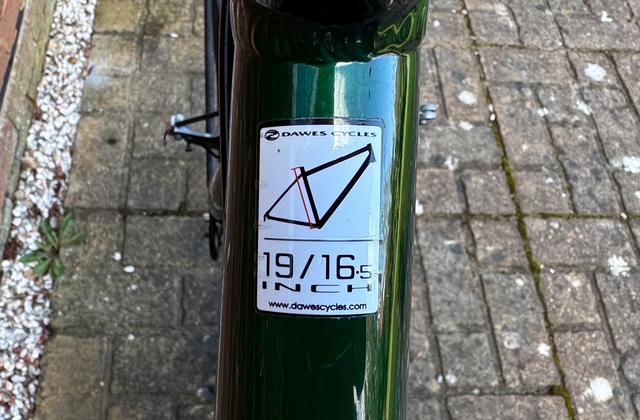 DAWES CYCLES
19/16.5
INCH
www.dawescycles.com